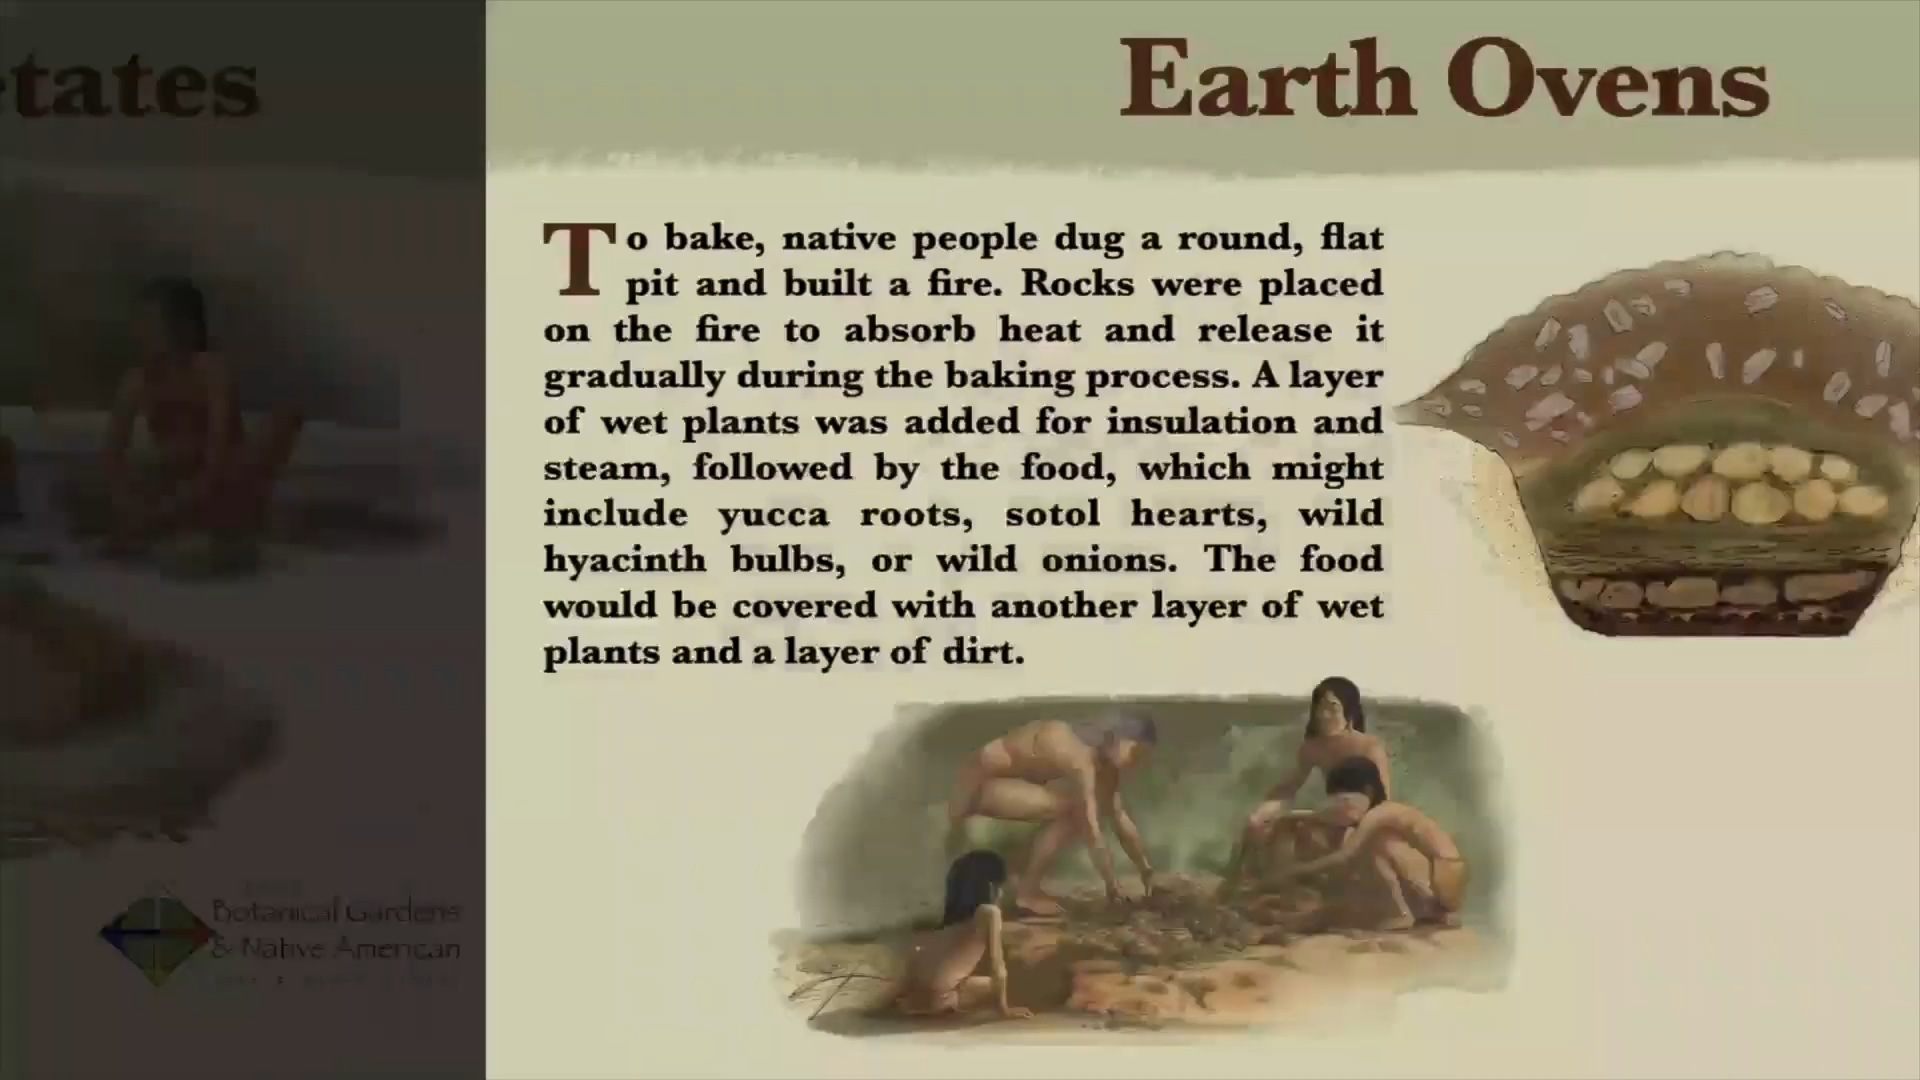 tates
Earth Ovens
To bake, native people dug a round, flat
pit and built a fire. Rocks were placed
on the fire to absorb heat and release it
gradually during the baking process. A layer
of wet plants was added for insulation and
steam, followed by the food, which might
include yucca roots, sotol hearts, wild
hyacinth bulbs, or wild onions. The food
would be covered with another layer of wet
plants and a layer of dirt.
Botanical Gardens
& Native American